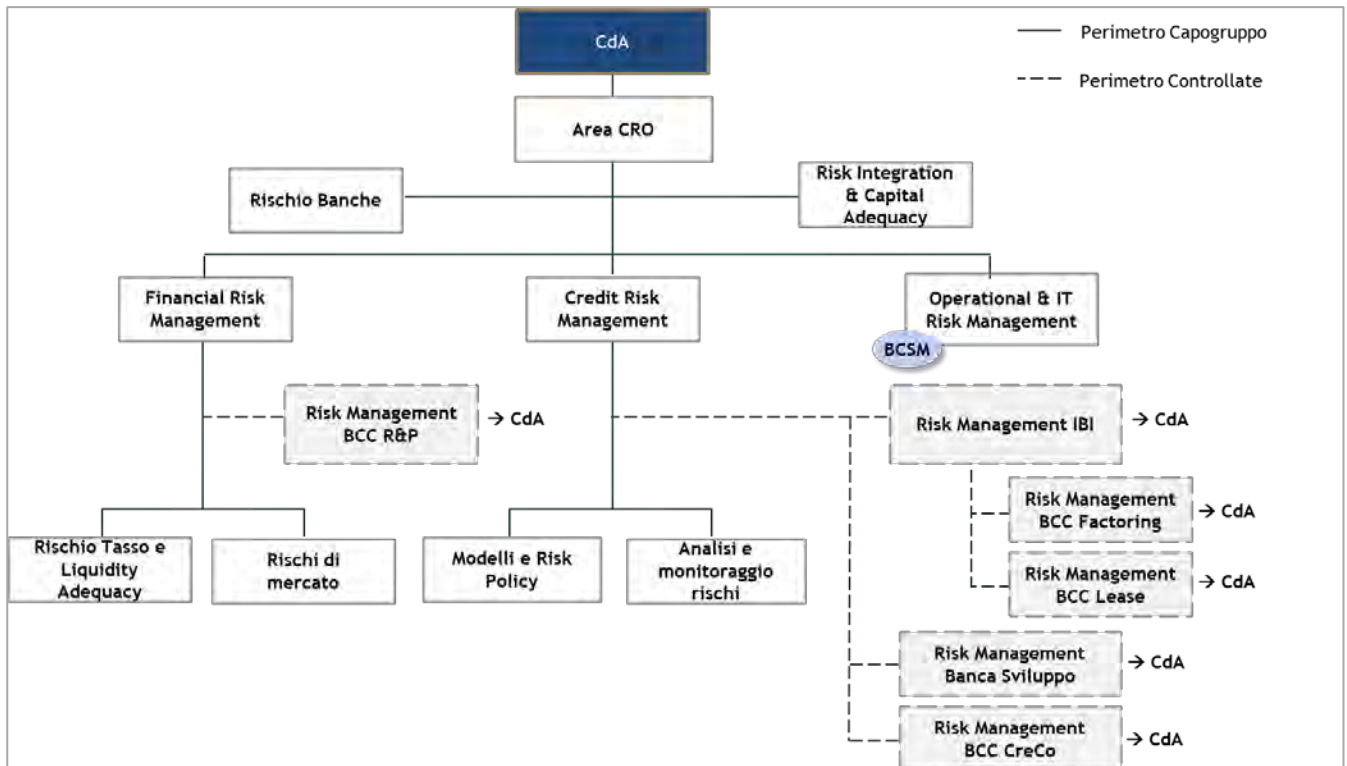 CdA
Perimetro Capogruppo
Perimetro Controllate
Area CRO
Rischio Banche
Risk Integration
& Capital
Adequacy
Financial Risk
Management
Credit Risk
Management
Operational & IT
Risk Management
BCSM
Risk Management
BCC R&P
→ CdA
Risk Management IBI
→ CdA
Risk Management
BCC Factoring
→ CdA
Rischio Tasso e
Liquidity
Adequacy
Rischi di
mercato
Modelli e Risk
Policy
Analisi e
monitoraggio
rischi
Risk Management
BCC Lease
→ CdA
Risk Management
Banca Sviluppo
→ CdA
Risk Management
BCC CreCo
→ CdA